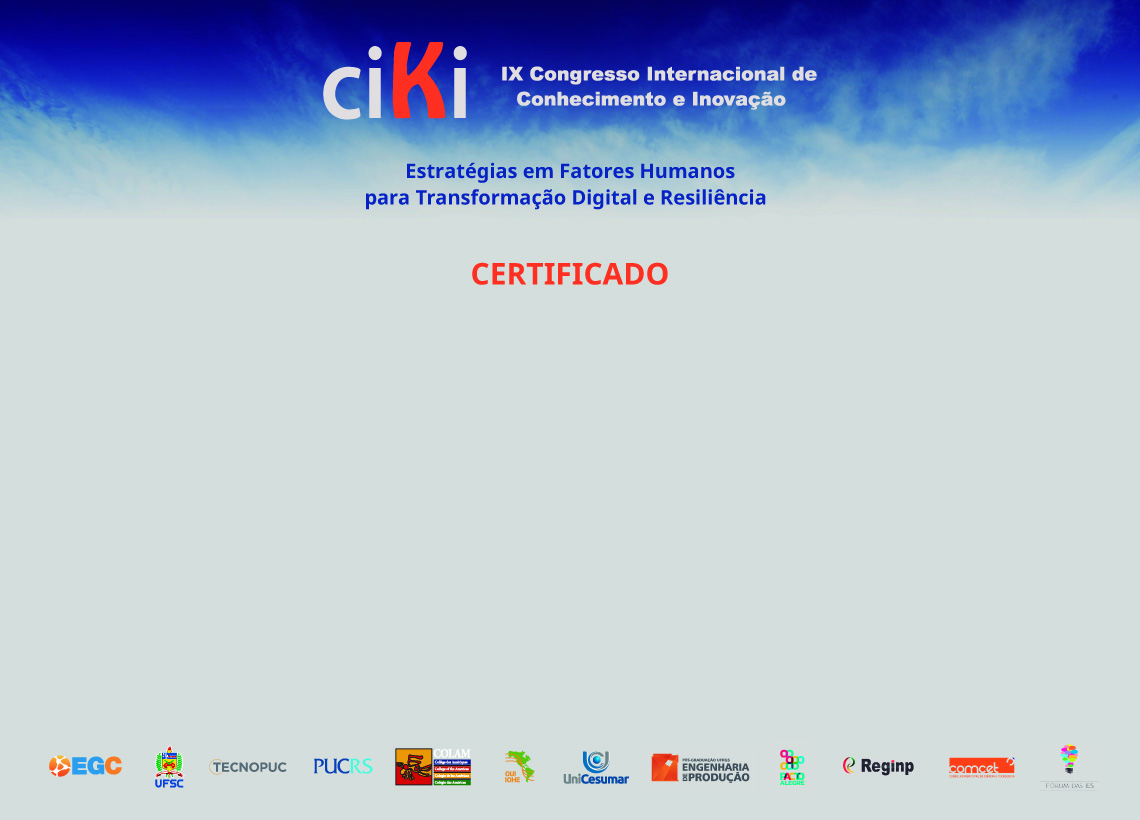 ciKi
IX Congresso Internacional de
Conhecimento e Inovação
Estratégias em Fatores Humanos
para Transformação Digital e Resiliência
CERTIFICADO
EGC
UFSC
TECNOPUC
PUCRS
COLAM
OUI
IOHE
UniCesumar
PÓS-GRADUAÇÃO UFRGS
ENGENHARIA
DE PRODUÇÃO
PACTO
ALEGRE
Reginp
comcet
FÓRUM DAS IES